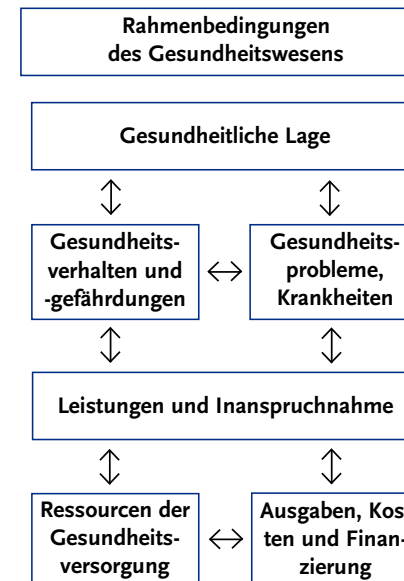 Rahmenbedingungen
des Gesundheitswesens
Gesundheitliche Lage
Gesundheits-
verhalten und
-gefährdungen
Gesundheits-
probleme,
Krankheiten
Leistungen und Inanspruchnahme
Ressourcen der
Gesundheits-
versorgung
Ausgaben, Kos-
ten und Finan-
zierung